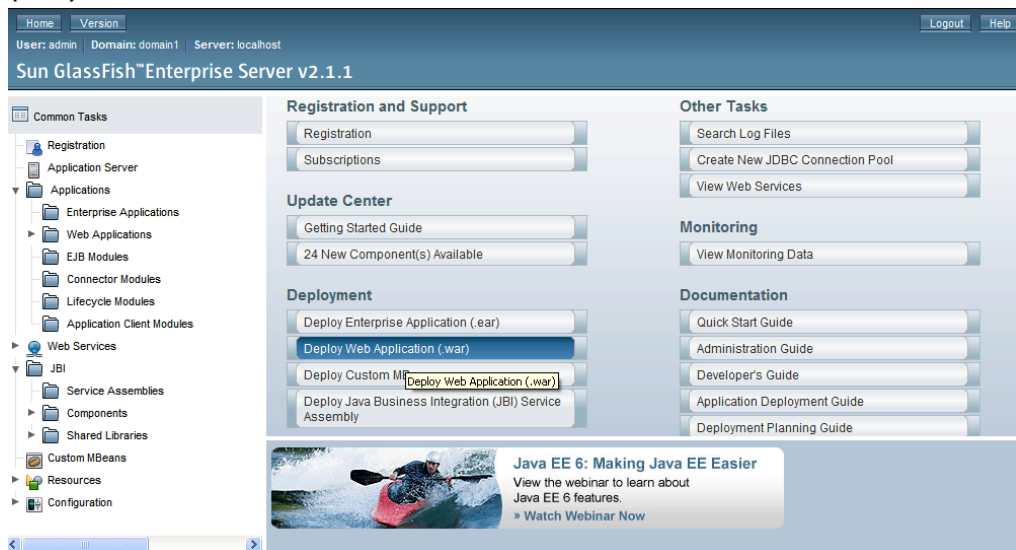 Home Version
Logout Help
User: admin Domain: domain1 Server: localhost
Sun GlassFish™ Enterprise Server v2.1.1
Common Tasks
Registration
Application Server
Applications
Enterprise Applications
Web Applications
EJB Modules
Connector Modules
Lifecycle Modules
Application Client Modules
Web Services
JBI
Service Assemblies
Components
Shared Libraries
Custom MBeans
Resources
Configuration
Registration and Support
Registration
Subscriptions
Update Center
Getting Started Guide
24 New Component(s) Available
Deployment
Deploy Enterprise Application (.ear)
Deploy Web Application (.war)
Deploy Custom
Deploy Web Application (.war)
Deploy Java Business Integration (JBI) Service
Assembly
Other Tasks
Search Log Files
Create New JDBC Connection Pool
View Web Services
Monitoring
View Monitoring Data
Documentation
Quick Start Guide
Administration Guide
Developer's Guide
Application Deployment Guide
Deployment Planning Guide
Java EE 6: Making Java EE Easier
View the webinar to learn about
Java EE 6 features.
» Watch Webinar Now